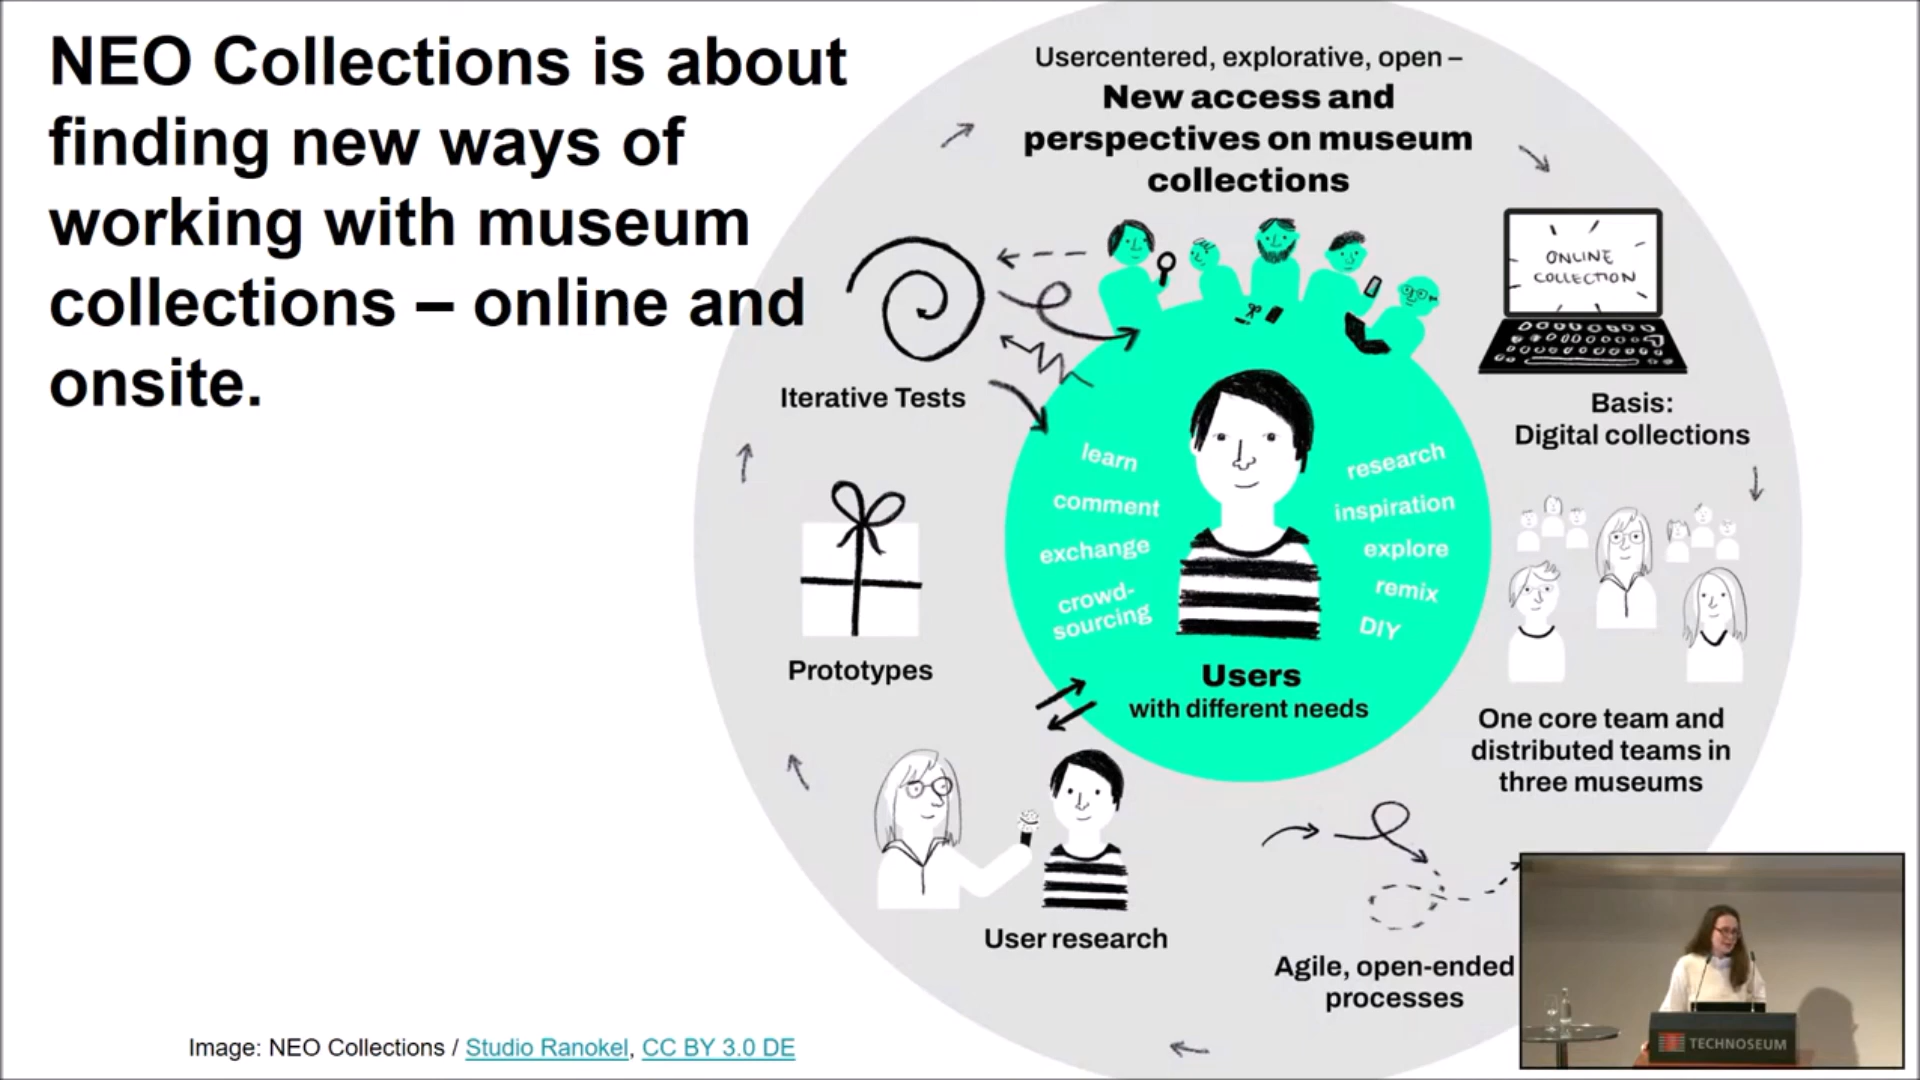 NEO Collections is about
finding new ways of
working with museum
collections – online and
onsite.
Usercentered, explorative, open –
New access and
perspectives on museum
collections
ONLINE
COLLECTION
Iterative Tests
Basis:
Digital collections
learn
comment
exchange
crowd-
sourcing
research
inspiration
explore
remix
DIY
Users
with different needs
Prototypes
One core team and
distributed teams in
three museums
User research
Agile, open-ended
processes
Image: NEO Collections / Studio Ranokel, CC BY 3.0 DE
TECHNOSEUM